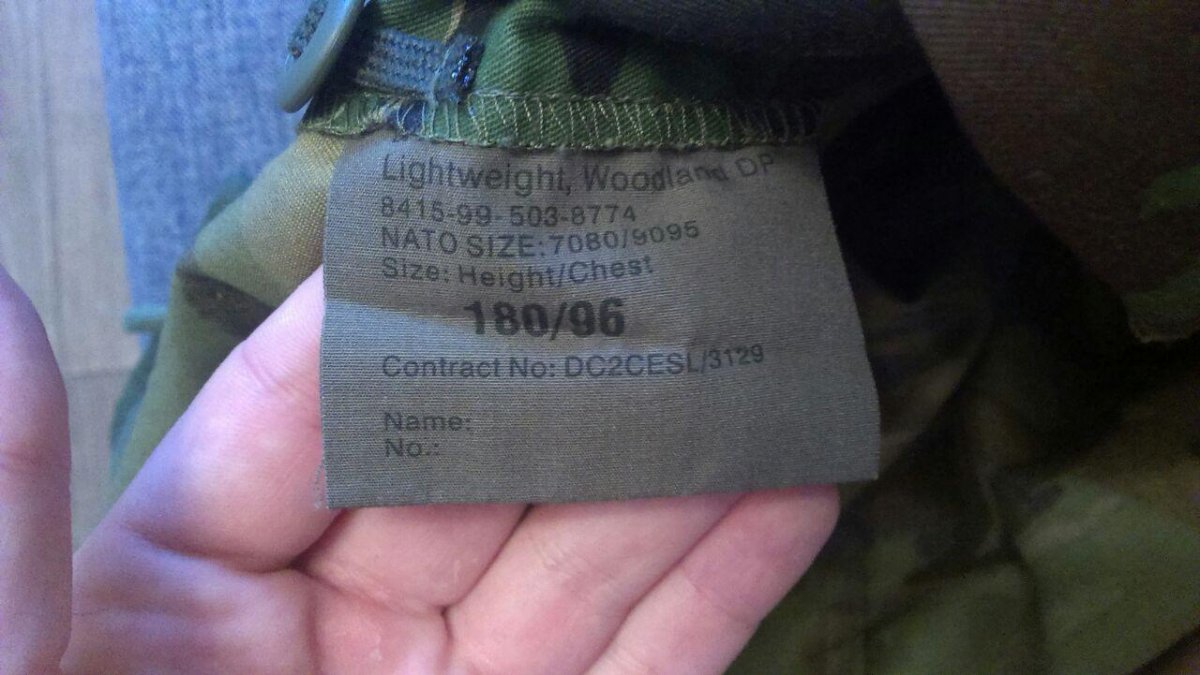 Lightweight, Woodland DP
8415-99-503-8774
NATO SIZE: 7080/9095
Size: Height/Chest
180/96
Contract No: DC2CESL/3129
Name:
No.: